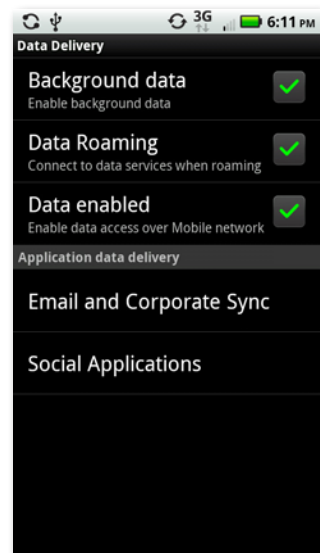 3G 6:11 PM
Data Delivery
Background data
Enable background data
Data Roaming
Connect to data services when roaming
Data enabled
Enable data access over Mobile network
Application data delivery
Email and Corporate Sync
Social Applications